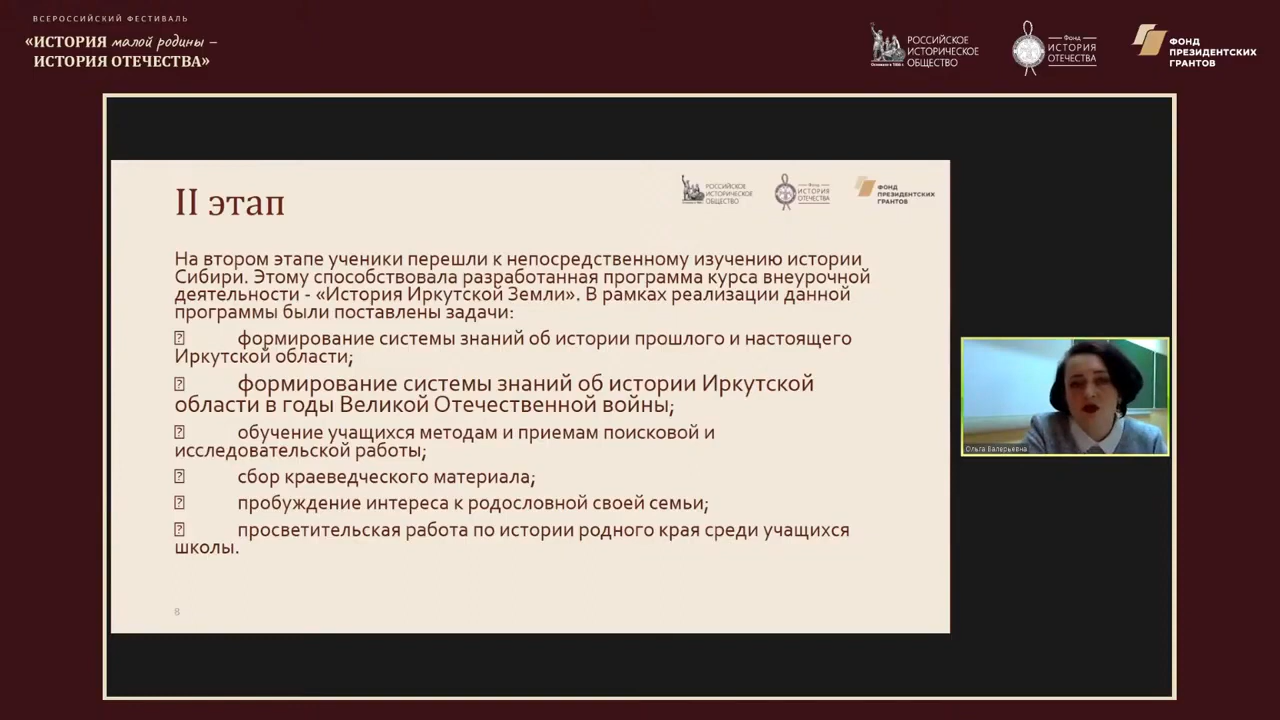 ВСЕРОССИЙСКИЙ ФЕСТИВАЛЬ
«ИСТОРИЯ малой родины –
ИСТОРИЯ ОТЕЧЕСТВА»
РОССИЙСКОЕ
ИСТОРИЧЕСКОЕ
ОБЩЕСТВО
Основано в 1866 г.
Фонд
ИСТОРИЯ
ОТЕЧЕСТВА
ФОНД
ПРЕЗИДЕНТСКИХ
ГРАНТОВ
II этап
РОССИЙСКОЕ
ИСТОРИЧЕСКОЕ
ОБЩЕСТВО
Фонд
ИСТОРИЯ
ОТЕЧЕСТВА
ФОНД
ПРЕЗИДЕНТСКИХ
ГРАНТОВ
На втором этапе ученики перешли к непосредственному изучению истории
Сибири. Этому способствовала разработанная программа курса внеурочной
деятельности - «История Иркутской Земли». В рамках реализации данной
программы были поставлены задачи:
формирование системы знаний об истории прошлого и настоящего
Иркутской области;
формирование системы знаний об истории Иркутской
области в годы Великой Отечественной войны;
обучение учащихся методам и приемам поисковой и
исследовательской работы;
сбор краеведческого материала;
пробуждение интереса к родословной своей семьи;
просветительская работа по истории родного края среди учащихся
школы.
8
Ольга Валерьевна